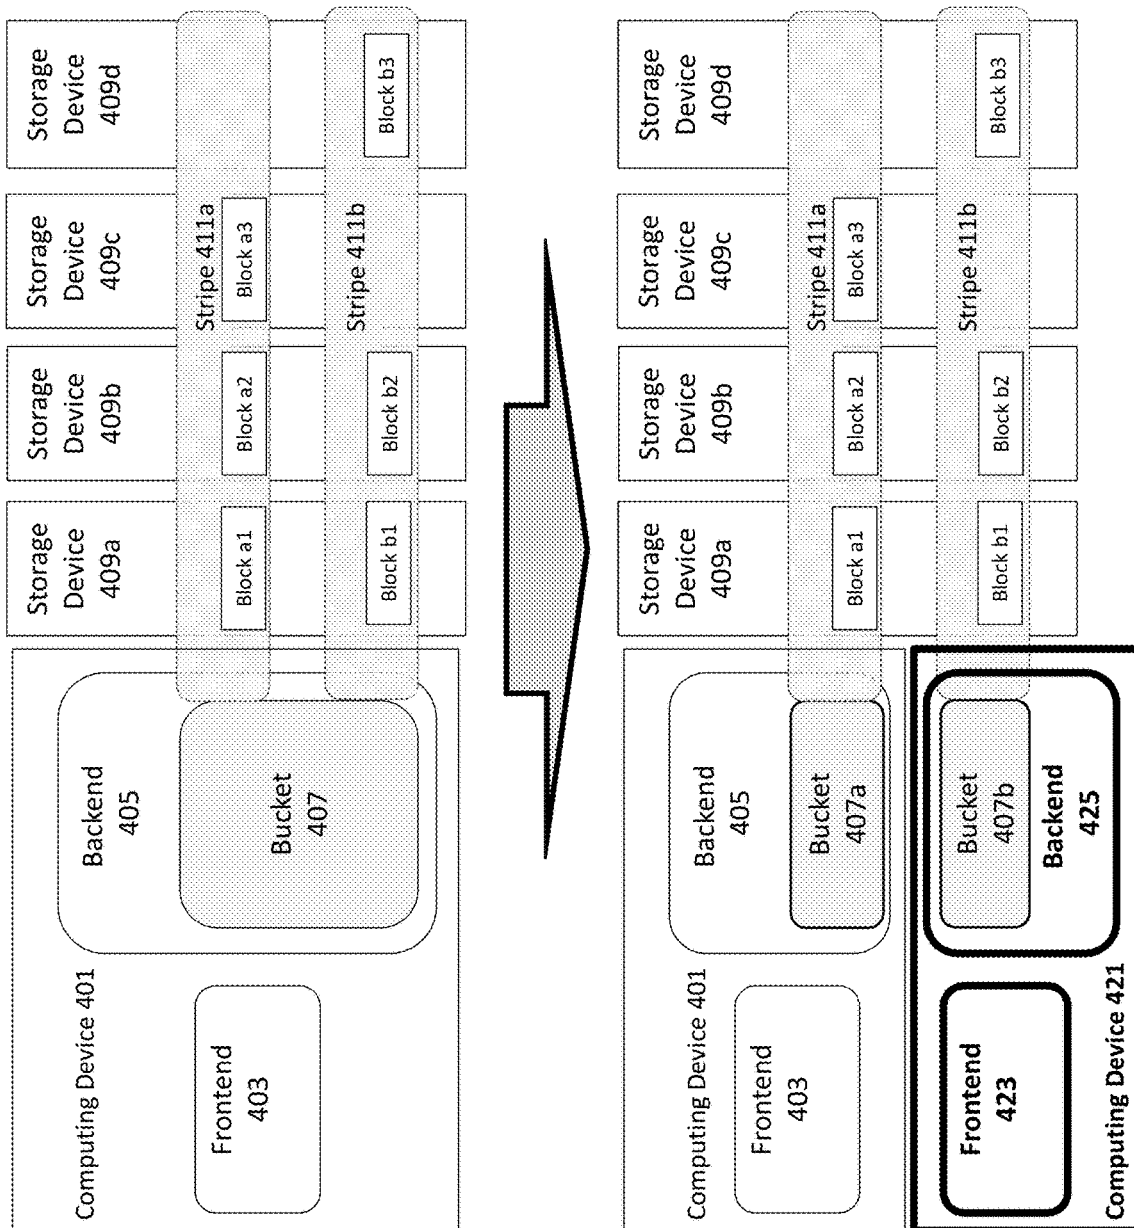 Computing Device 401
Frontend
403
Backend
405
Bucket
407
Storage
Device
409a
Storage
Device
409b
Storage
Device
409c
Storage
Device
409d
Stripe 411a
Block a1
Block a2
Block a3
Stripe 411b
Block b1
Block b2
Block b3
Computing Device 401
Frontend
403
Backend
405
Bucket
407a
Storage
Device
409a
Storage
Device
409b
Storage
Device
409c
Storage
Device
409d
Stripe 411a
Block a1
Block a2
Block a3
Stripe 411b
Block b1
Block b2
Block b3
Frontend
423
Bucket
407b
Backend
425
Computing Device 421